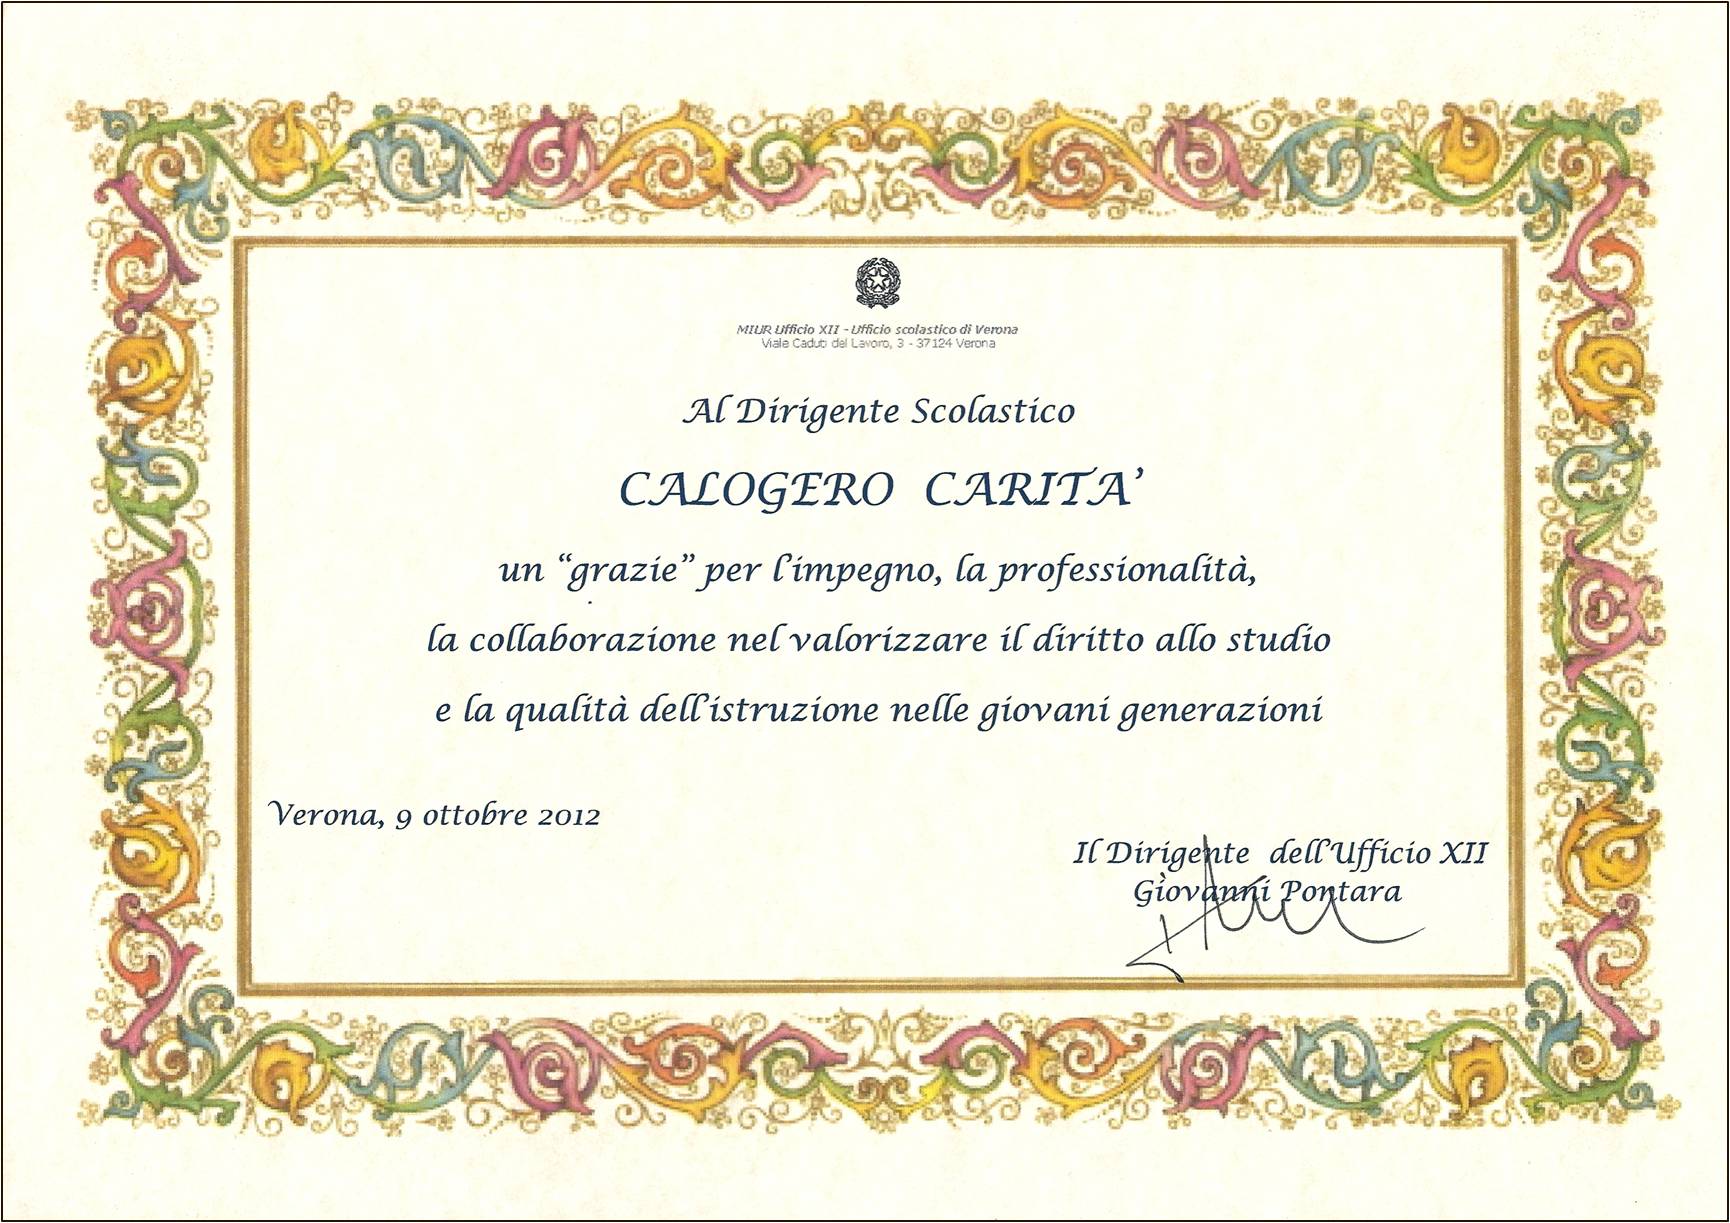 MIUR Ufficio XII - Ufficio scolastico di Verona
Viale Caduti del Lavoro, 3 - 37124 Verona
Al Dirigente Scolastico
CALOGERO CARITA’
un “grazie” per l’impegno, la professionalità,
la collaborazione nel valorizzare il diritto allo studio
e la qualità dell’istruzione nelle giovani generazioni
Verona, 9 ottobre 2012
Il Dirigente dell’Ufficio XII
Giovanni Pontara